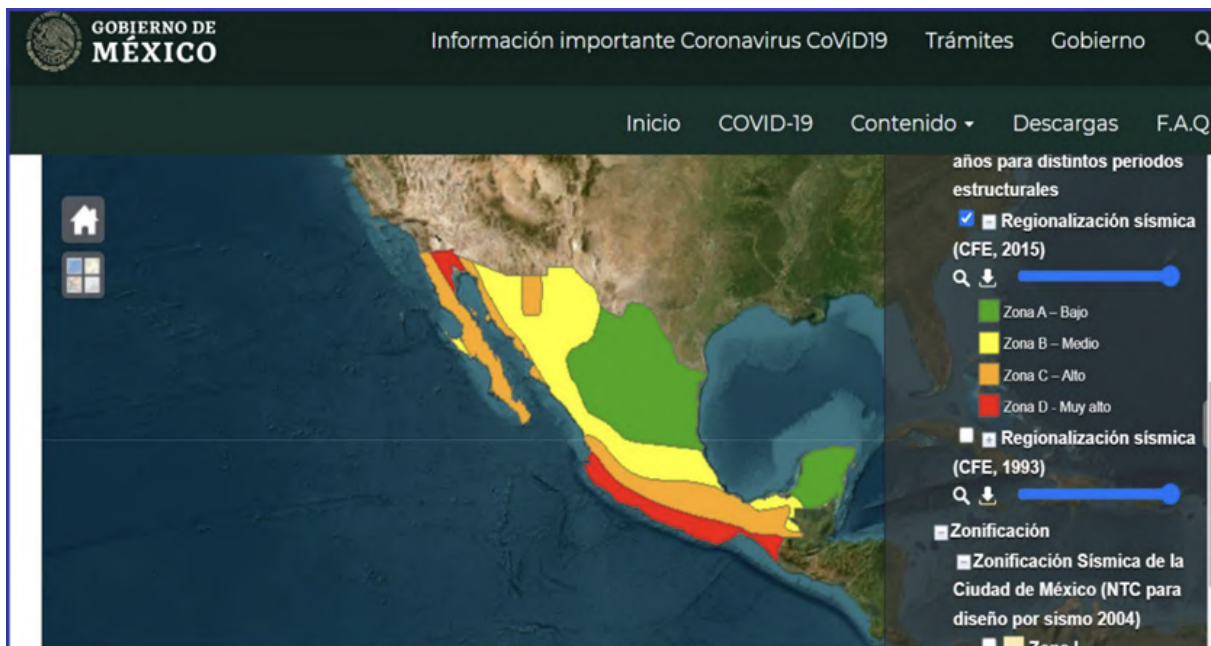 GOBIERNO DE
MÉXICO
Información importante Coronavirus CoViD19 Trámites Gobierno
Inicio COVID-19 Contenido Descargas F.A.Q
años para distintos periodos
estructurales
Regionalización sísmica
(CFE, 2015)
Zona A – Bajo
Zona B – Medio
Zona C – Alto
Zona D - Muy alto
Regionalización sísmica
(CFE, 1993)
Zonificación
Zonificación Sísmica de la
Ciudad de México (NTC para
diseño por sismo 2004)
Zona I